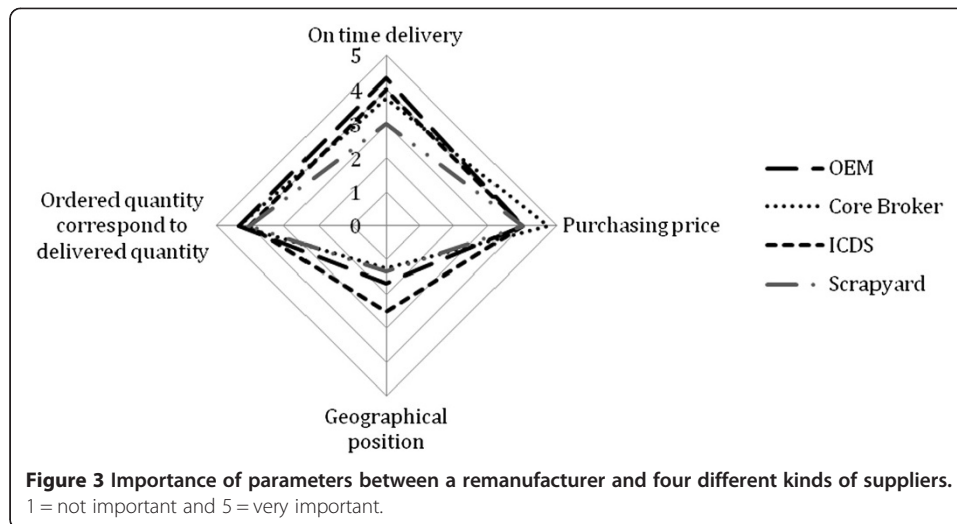 On time delivery
5
4
3
2
1
0
Ordered quantity
correspond to
delivered quantity
Purchasing price
Geographical
position
OEM
Core Broker
ICDS
Scrapyard
Figure 3 Importance of parameters between a remanufacturer and four different kinds of suppliers.
1 = not important and 5 = very important.